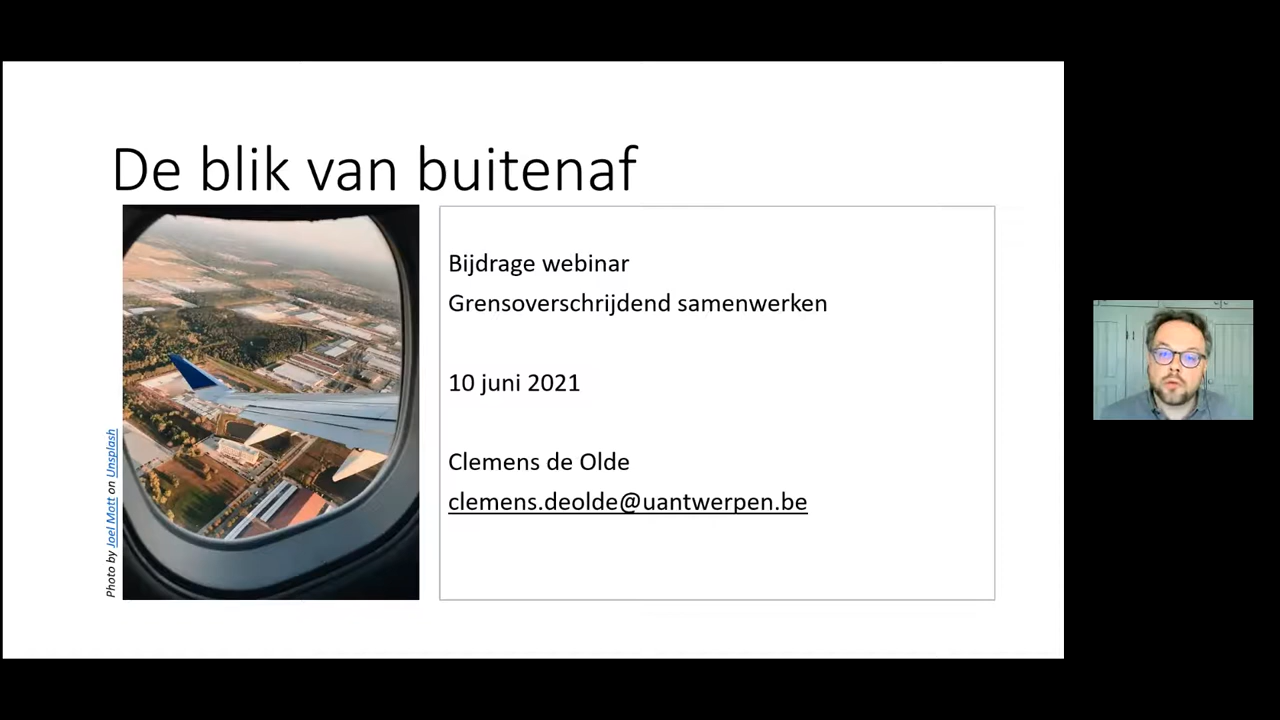 De blik van buitenaf
Photo by Joel Mott on Unsplash
Bijdrage webinar
Grensoverschrijdend samenwerken
10 juni 2021
Clemens de Olde
clemens.deolde@uantwerpen.be